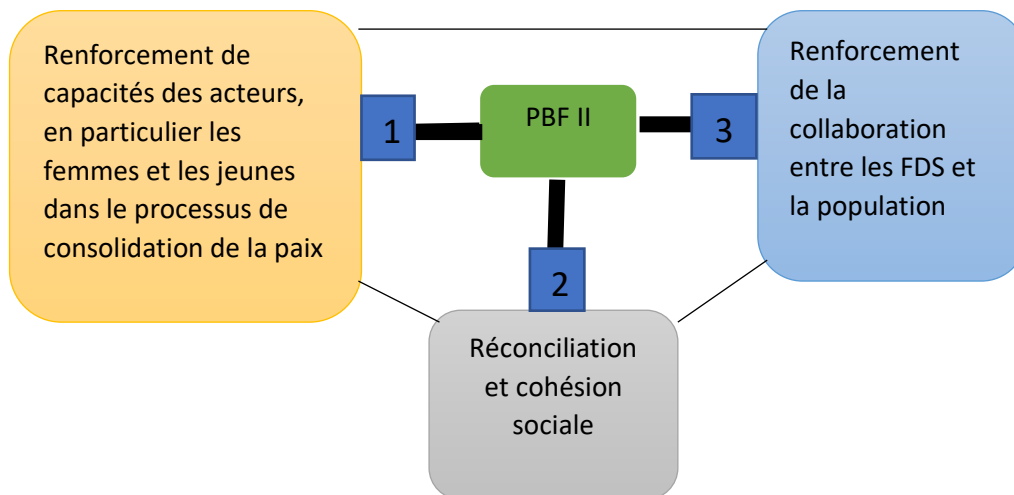 Renforcement de
capacités des acteurs,
en particulier les
femmes et les jeunes
dans le processus de
consolidation de la paix
1
PBF II
3
Renforcement
de la
collaboration
entre les FDS et
la population
2
Réconciliation
et cohésion
sociale